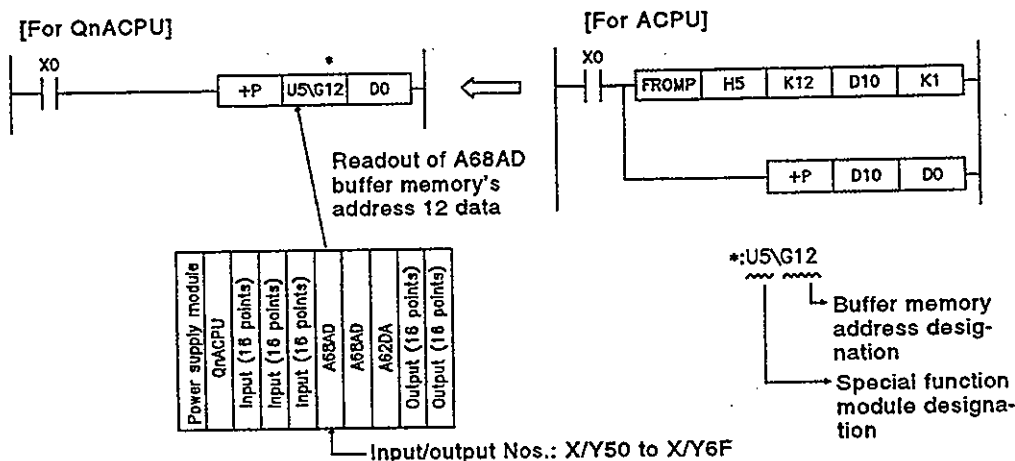 [For QnACPU]
X0
*
+P U5\G12 D0
Readout of A68AD
buffer memory's
address 12 data
[For ACPU]
X0
FROMP H5 K12 D10 K1
+P D10 D0
*:U5\G12
Buffer memory
address desig-
nation
Special function
module designa-
tion
Power supply module
QnACPU
Input (16 points)
Input (16 points)
Input (16 points)
A68AD
A68AD
A62DA
Output (16 points)
Output (16 points)
Input/output Nos.: X/Y50 to X/Y6F